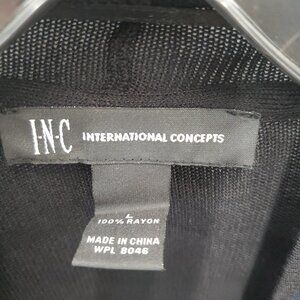 I·N·C INTERNATIONAL CONCEPTS
L
100% RAYON
MADE IN CHINA
WPL 8046